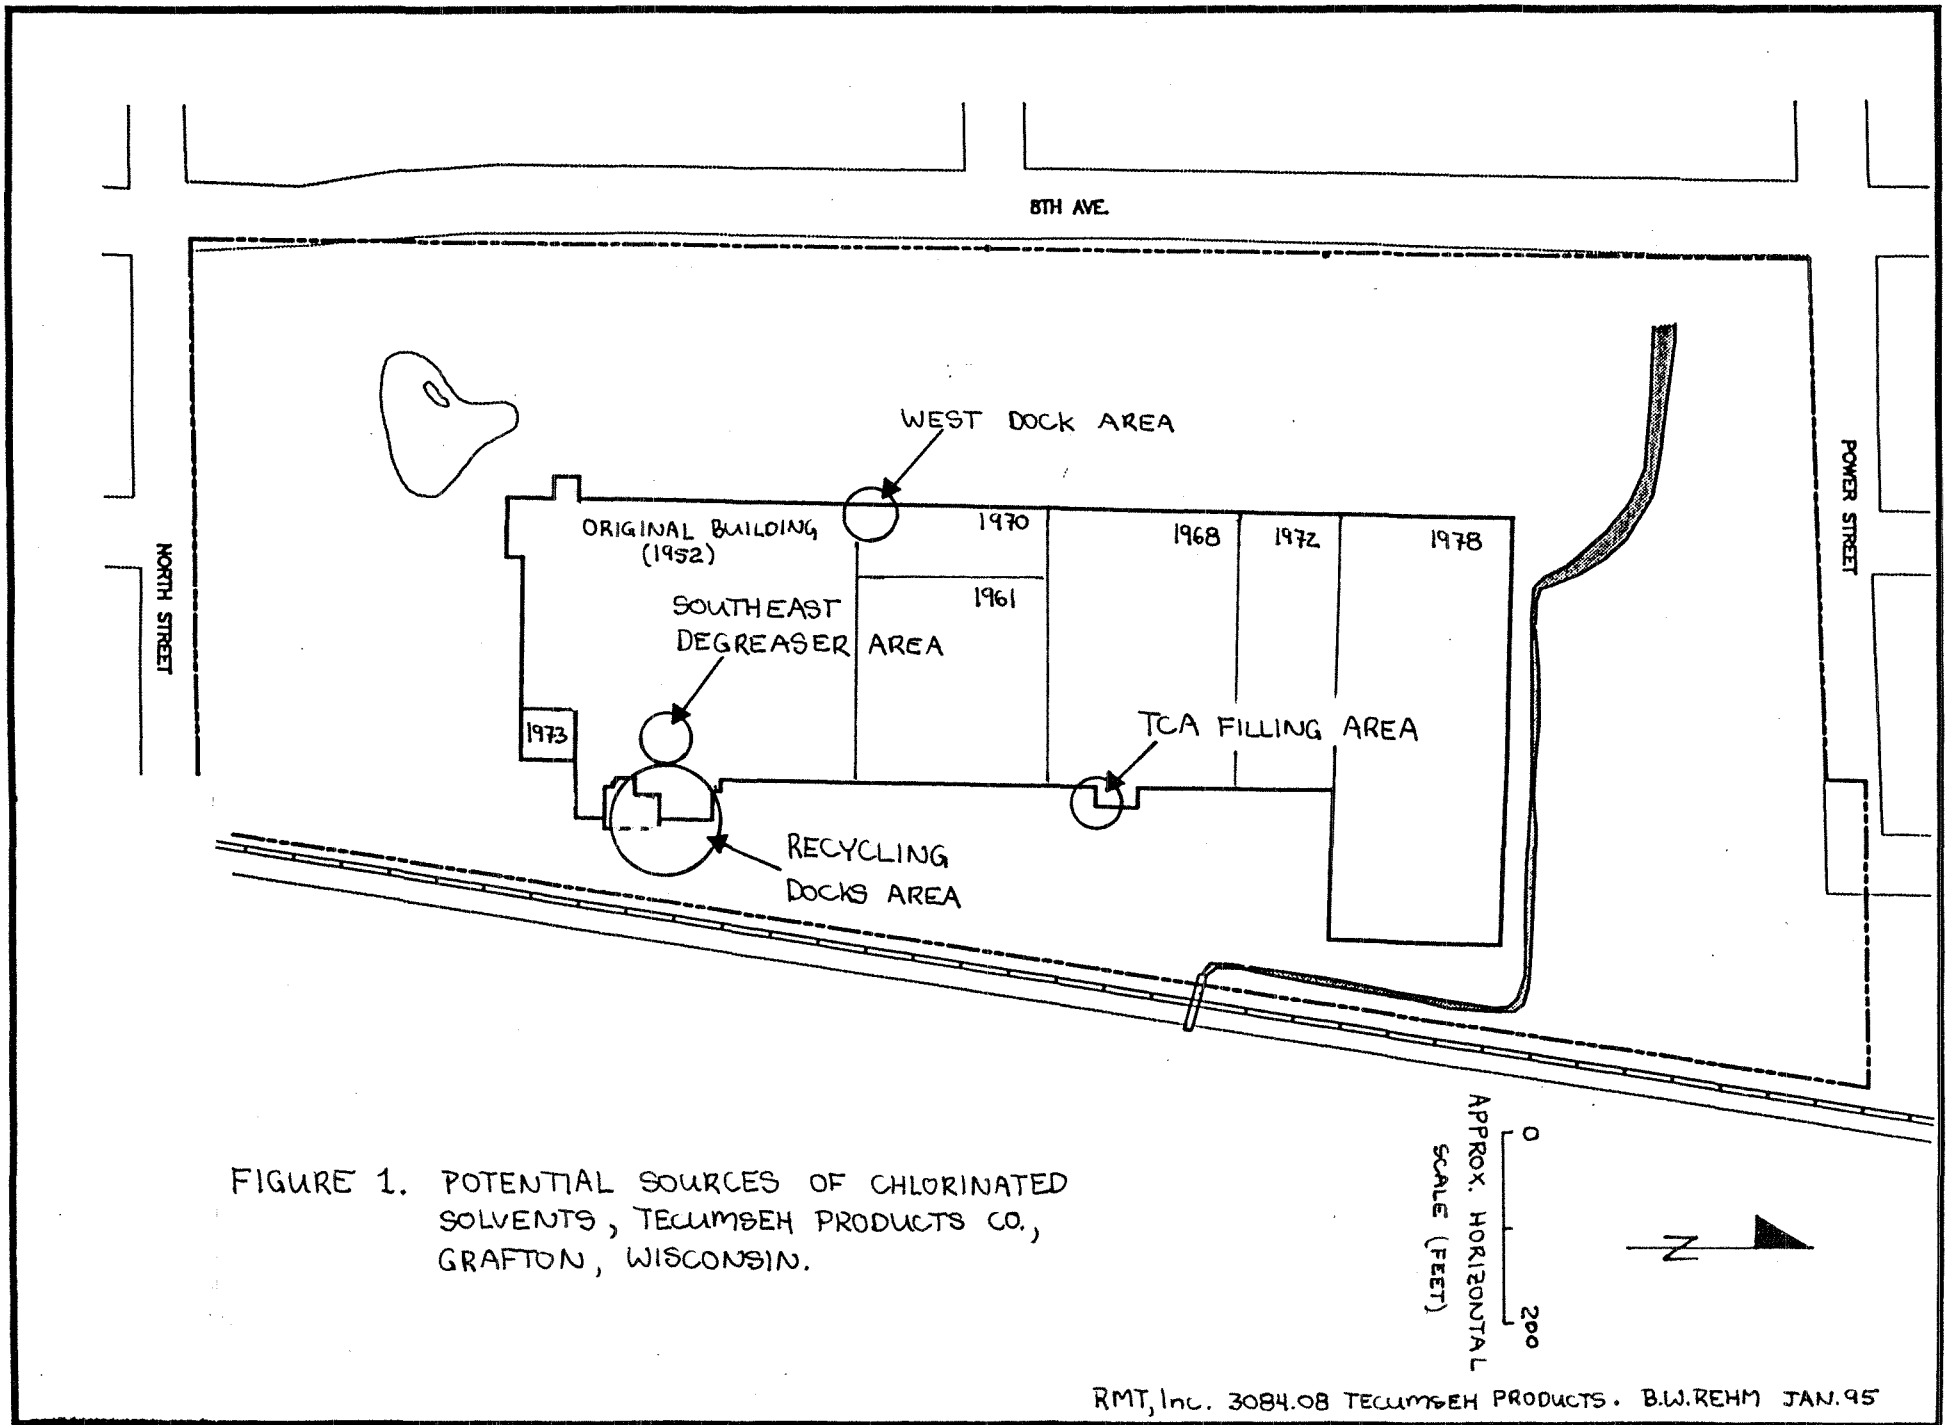 8TH AVE.
WEST DOCK AREA
POWER STREET
ORIGINAL BUILDING
(1952)
1970
1968
1972
1978
NORTH STREET
SOUTHEAST
DEGREASER AREA
1961
1973
TCA FILLING AREA
RECYCLING
DOCKS AREA
FIGURE 1. POTENTIAL SOURCES OF CHLORINATED
SOLVENTS, TECUMSEH PRODUCTS CO.,
GRAFTON, WISCONSIN.
APPROX. HORIZONTAL
SCALE (FEET)
0
200
N
RMT, Inc. 3084.08 TECUMSEH PRODUCTS. B.W.REHM JAN.95